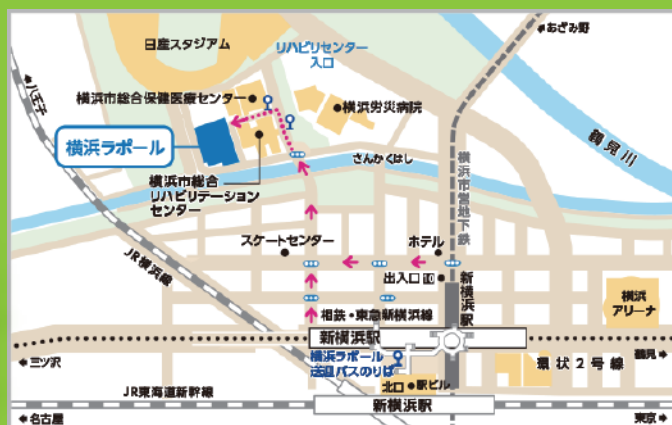 日産スタジアム
リハビリセンター
入口
あざみ野
八王子
横浜市総合保健医療センター
横浜労災病院
鶴見川
横浜ラポール
さんかくはし
横浜市営地下鉄
横浜市総合
リハビリテーション
センター
スケートセンター
ホテル
JR横浜線
出入口
新横浜駅
横浜
アリーナ
相鉄・東急新横浜線
新横浜駅
三ツ沢
横浜ラポール
送迎バスのりば
環状2号線
鶴見
北口
駅ビル
JR東海道新幹線
新横浜駅
名古屋
東京